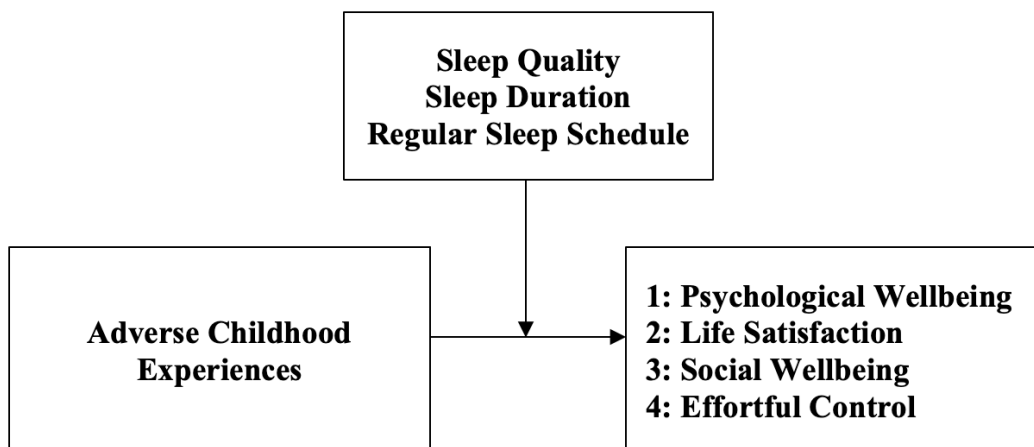 Sleep Quality
Sleep Duration
Regular Sleep Schedule
Adverse Childhood
Experiences
1: Psychological Wellbeing
2: Life Satisfaction
3: Social Wellbeing
4: Effortful Control